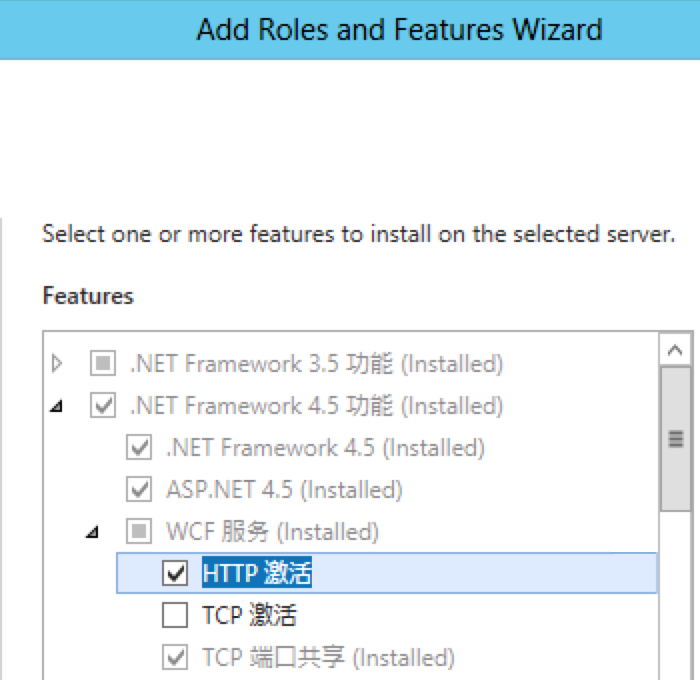 Add Roles and Features Wizard
Select one or more features to install on the selected server.
Features
.NET Framework 3.5 功能 (Installed)
.NET Framework 4.5 功能 (Installed)
.NET Framework 4.5 (Installed)
ASP.NET 4.5 (Installed)
WCF 服务 (Installed)
HTTP 激活
TCP 激活
TCP 端口共享 (Installed)